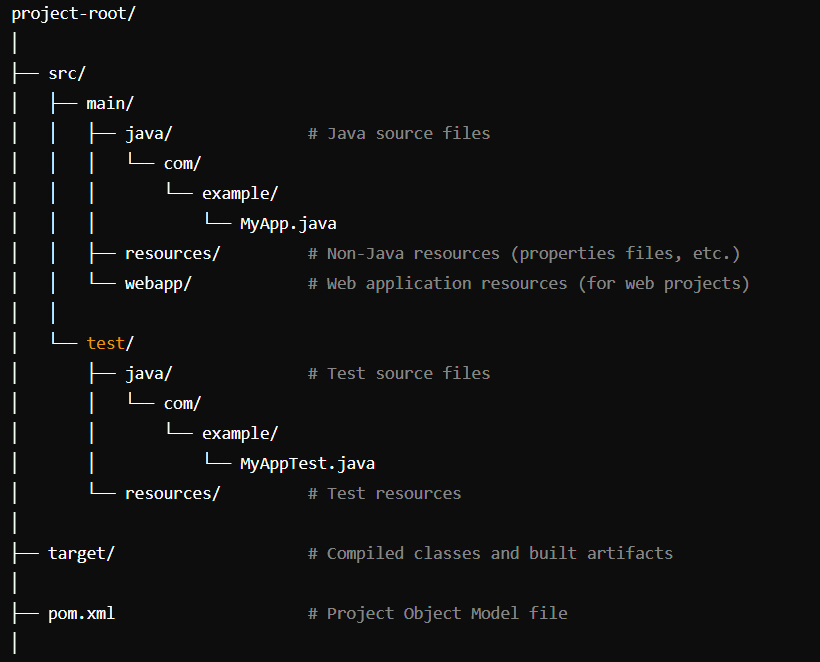 project-root/
│
├── src/
│   ├── main/
│   │   ├── java/              # Java source files
│   │   │   └── com/
│   │   │       └── example/
│   │   │           └── MyApp.java
│   │   ├── resources/         # Non-Java resources (properties files, etc.)
│   │   └── webapp/            # Web application resources (for web projects)
│   │
│   └── test/
│       ├── java/              # Test source files
│       │   └── com/
│       │       └── example/
│       │           └── MyAppTest.java
│       └── resources/         # Test resources
│
├── target/                    # Compiled classes and built artifacts
│
├── pom.xml                    # Project Object Model file
│